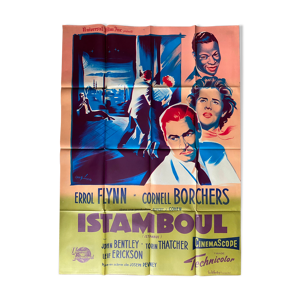 ERROL FLYNN CORNELL BORCHERS
ISTAMBOUL
JOHN BENTLEY TORIN THATCHER
LEIF ERICKSON
CINEMASCOPE
Technicolor